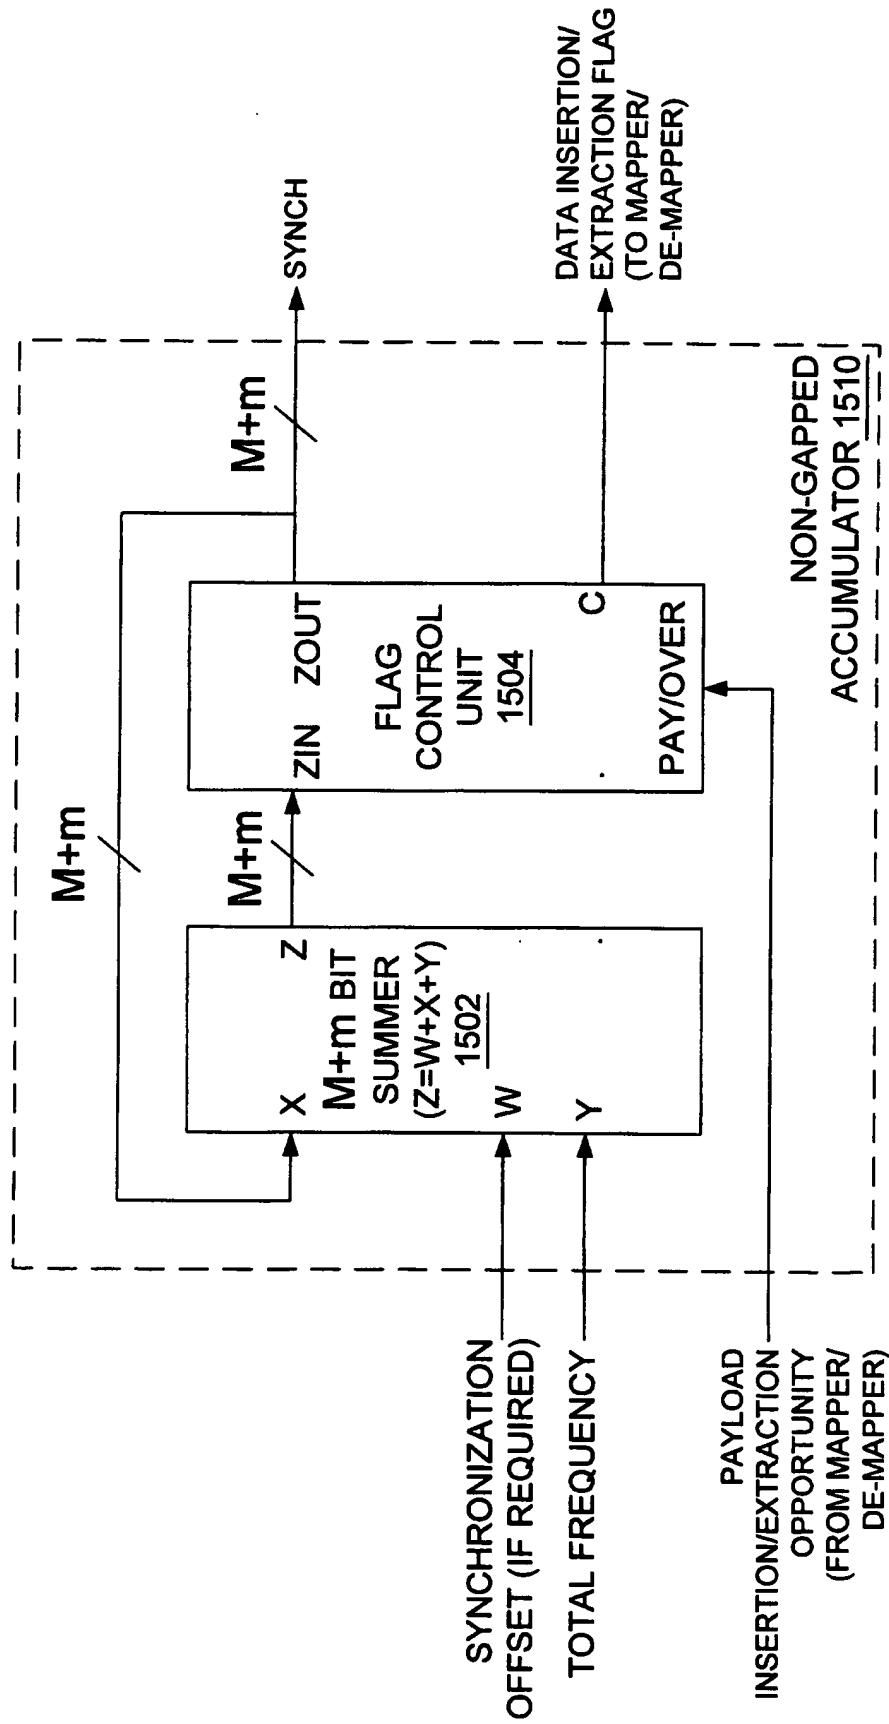 M+m
M+m
SYNCH
X
Z
M+m BIT
SUMMER
(Z=W+X+Y)
1502
W
Y
M+m
ZIN
ZOUT
FLAG
CONTROL
UNIT
1504
C
PAY/OVER
DATA INSERTION/
EXTRACTION FLAG
(TO MAPPER/
DE-MAPPER)
SYNCHRONIZATION
OFFSET (IF REQUIRED)
TOTAL FREQUENCY
PAYLOAD
INSERTION/EXTRACTION
OPPORTUNITY
(FROM MAPPER/
DE-MAPPER)
NON-GAPPED
ACCUMULATOR 1510